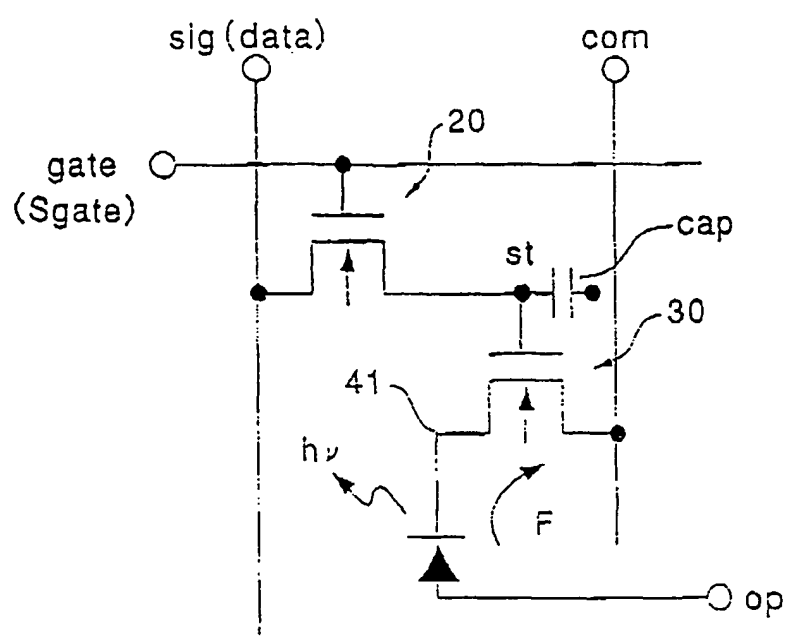 sig (data)
com
20
gate
(Sgate)
cap
st
30
41
hν
F
op